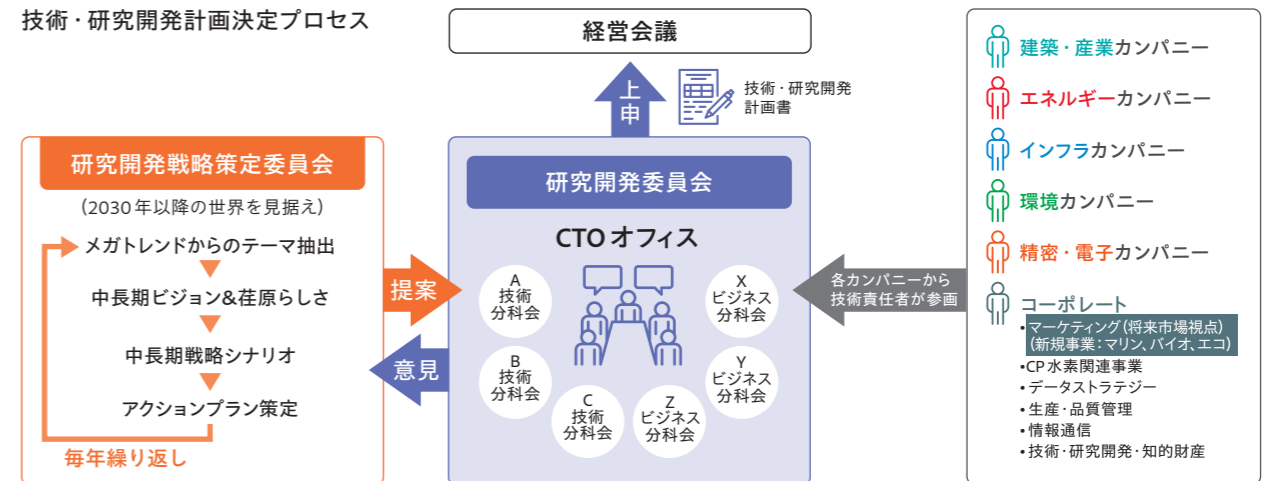 技術・研究開発計画決定プロセス
経営会議
上申
技術・研究開発
計画書
研究開発戦略策定委員会
(2030年以降の世界を見据え)
メガトレンドからのテーマ抽出
中長期ビジョン&荏原らしさ
中長期戦略シナリオ
アクションプラン策定
毎年繰り返し
提案
意見
研究開発委員会
CTOオフィス
A
技術
分科会
B
技術
分科会
C
技術
分科会
X
ビジネス
分科会
Y
ビジネス
分科会
Z
ビジネス
分科会
各カンパニーから
技術責任者が参画
建築・産業カンパニー
エネルギーカンパニー
インフラカンパニー
環境カンパニー
精密・電子カンパニー
コーポレート
•マーケティング(将来市場視点)
(新規事業：マリン、バイオ、エコ)
•CP水素関連事業
•データストラテジー
•生産・品質管理
•情報通信
•技術・研究開発・知的財産